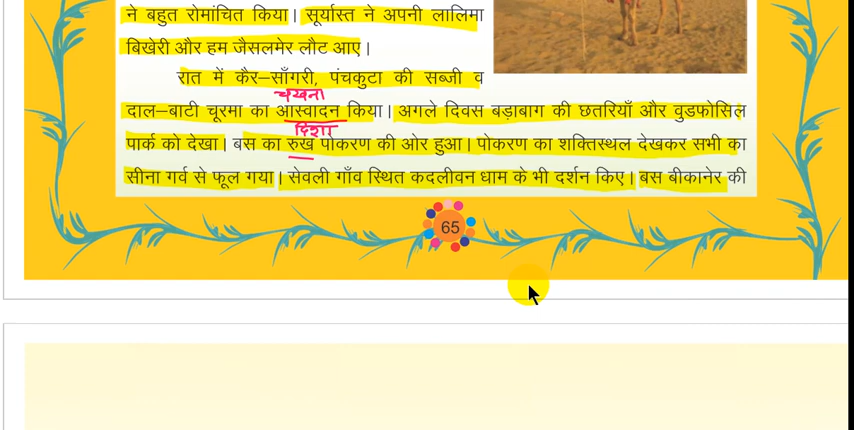 ने बहुत रोमांचित किया। सूर्यास्त ने अपनी लालिमा
बिखेरी और हम जैसलमेर लौट आए।
रात में कैर–साँगरी, पंचकुटा की सब्जी व
चखना
दाल–बाटी चूरमा का आस्वादन किया। अगले दिवस बड़ाबाग की छतरियाँ और वुडफोसिल
दिशा
पार्क को देखा। बस का रुख पोकरण की ओर हुआ। पोकरण का शक्तिस्थल देखकर सभी का
सीना गर्व से फूल गया। सेवली गाँव स्थित कदलीवन धाम के भी दर्शन किए। बस बीकानेर की
65